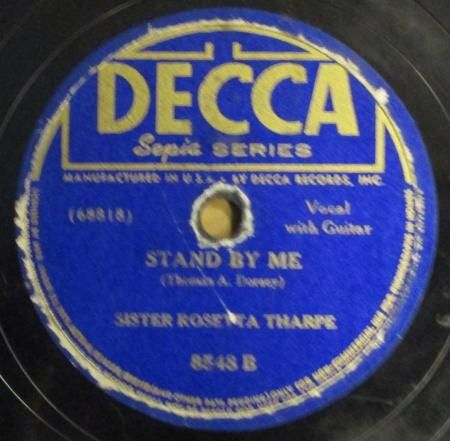 DECCA
Sepia SERIES
MANUFACTURED IN U.S.A. BY DECCA RECORDS, INC.
(68818)
Vocal
with Guitar
STAND BY ME
(Thomas A. Dorsey)
SISTER ROSETTA THARPE
8548 B